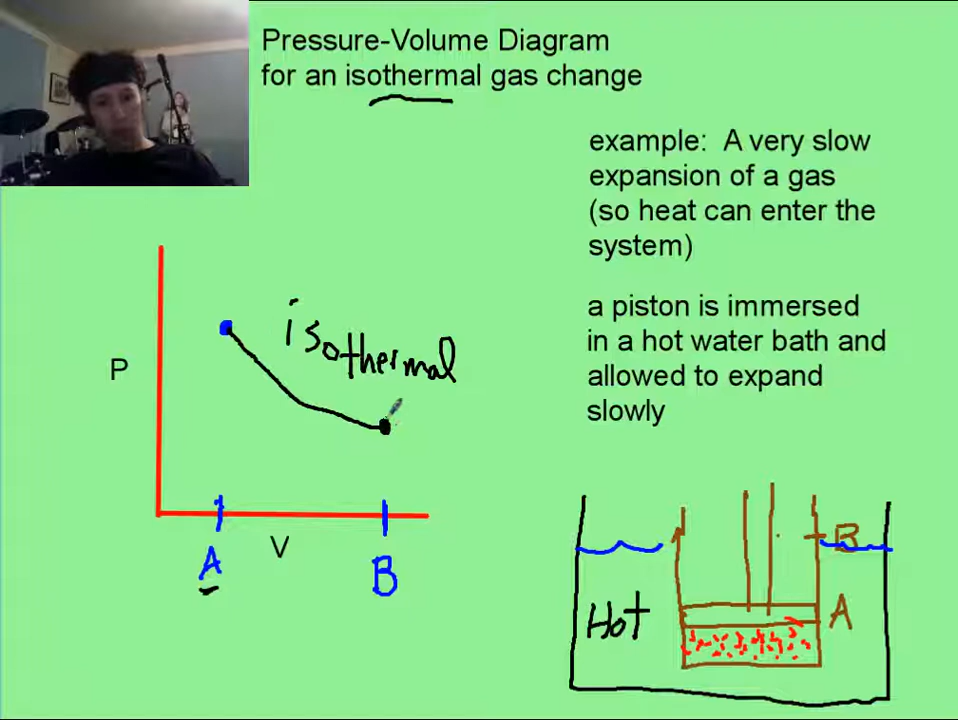 Pressure-Volume Diagram
for an isothermal gas change
example: A very slow
expansion of a gas
(so heat can enter the
system)
a piston is immersed
in a hot water bath and
allowed to expand
slowly
isothermal
P
V
A
B
B
Hot
A